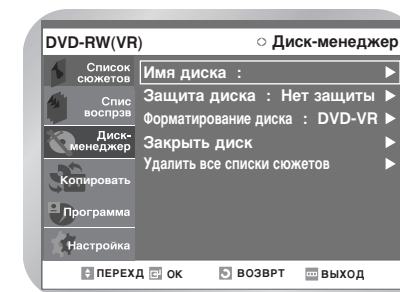 DVD-RW(VR) Диск-менеджер
Список сюжетов
Спис воспрзв
Диск-менеджер
Копировать
Программа
Настройка
Имя диска :
Защита диска : Нет защиты
Форматирование диска : DVD-VR
Закрыть диск
Удалить все списки сюжетов
ПЕРЕХД ОК ВОЗВРТ ВЫХОД